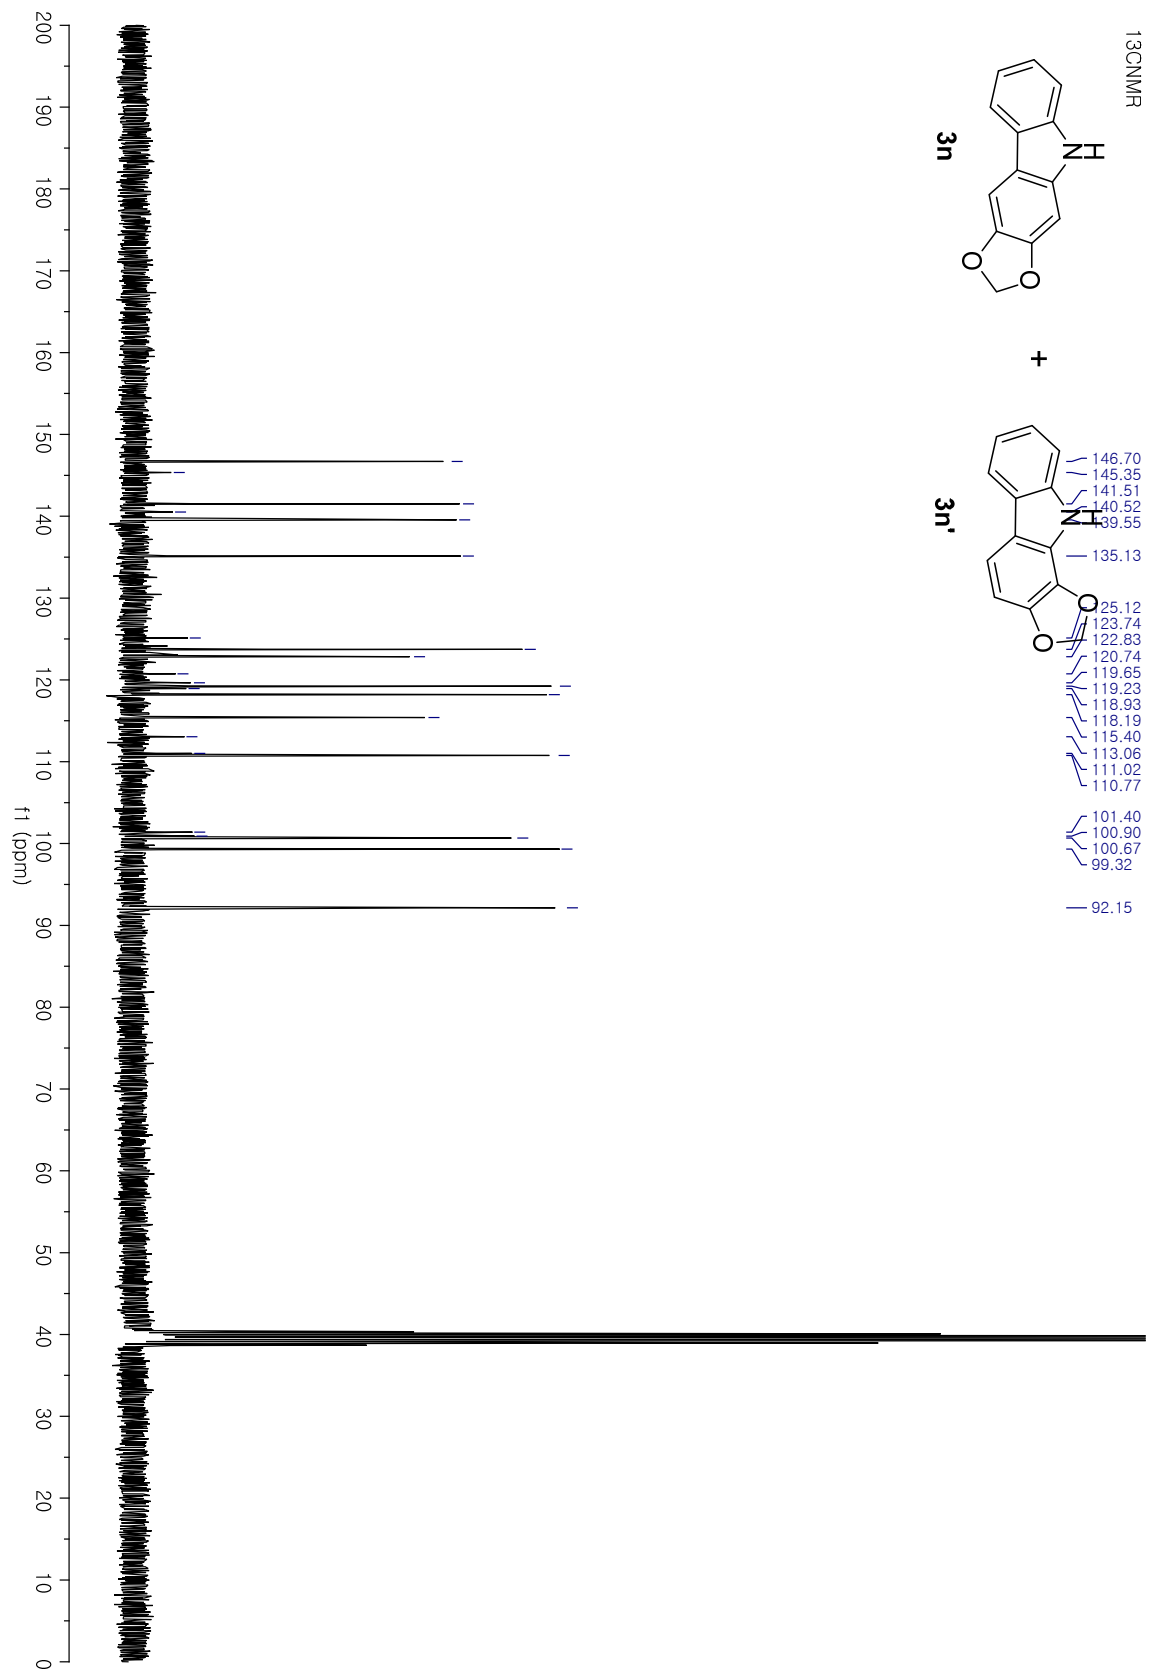 13CNMR
H
N
O
O
3n
+
H
N
O
O
3n'
146.70
145.35
141.51
140.52
139.55
135.13
125.12
123.74
122.83
120.74
119.65
119.23
118.93
118.19
115.40
113.06
111.02
110.77
101.40
100.90
100.67
99.32
92.15
200 190 180 170 160 150 140 130 120 110 100 90 80 70 60 50 40 30 20 10 0
f1 (ppm)